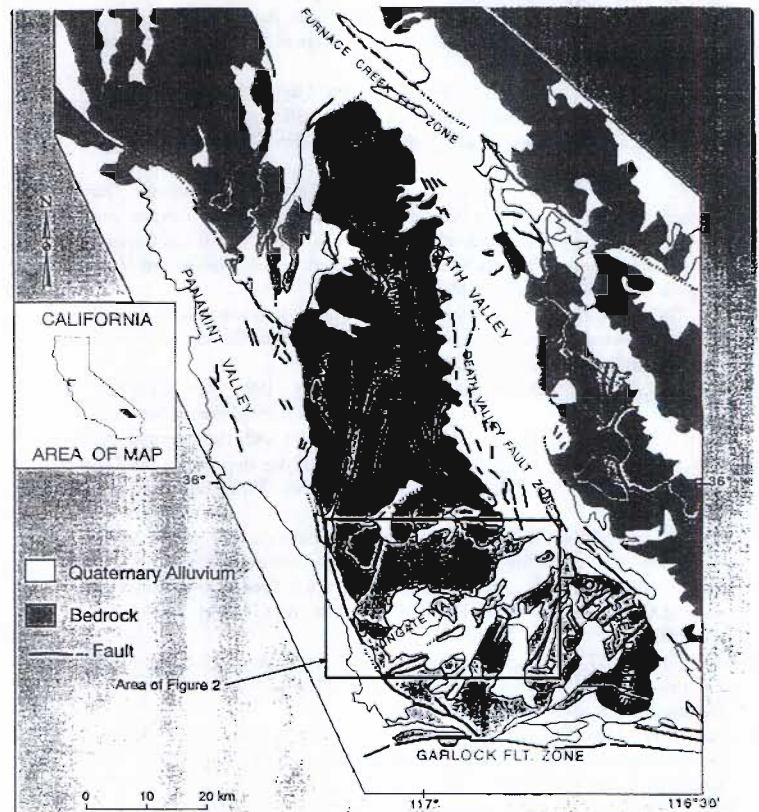 FURNACE CREEK FLT. ZONE
N
DEATH VALLEY
PANAMINT VALLEY
CALIFORNIA
AREA OF MAP
DEATH VALLEY FAULT ZONE
36°
36°
Quaternary Alluvium
Bedrock
Fault
Area of Figure 2
GARLOCK FLT. ZONE
0 10 20 km
117°
116°30'